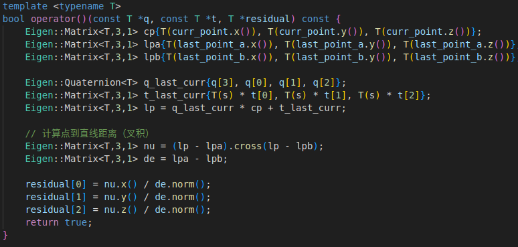 template <typename T>
bool operator()(const T *q, const T *t, T *residual) const {
    Eigen::Matrix<T,3,1> cp{T(curr_point.x()), T(curr_point.y()), T(curr_point.z())};
    Eigen::Matrix<T,3,1> lpa{T(last_point_a.x()), T(last_point_a.y()), T(last_point_a.z())}
    Eigen::Matrix<T,3,1> lpb{T(last_point_b.x()), T(last_point_b.y()), T(last_point_b.z())}
    Eigen::Quaternion<T> q_last_curr{q[3], q[0], q[1], q[2]};
    Eigen::Matrix<T,3,1> t_last_curr{T(s) * t[0], T(s) * t[1], T(s) * t[2]};
    Eigen::Matrix<T,3,1> lp = q_last_curr * cp + t_last_curr;
    // 计算点到直线距离（叉积）
    Eigen::Matrix<T,3,1> nu = (lp - lpa).cross(lp - lpb);
    Eigen::Matrix<T,3,1> de = lpa - lpb;
    residual[0] = nu.x() / de.norm();
    residual[1] = nu.y() / de.norm();
    residual[2] = nu.z() / de.norm();
    return true;
}